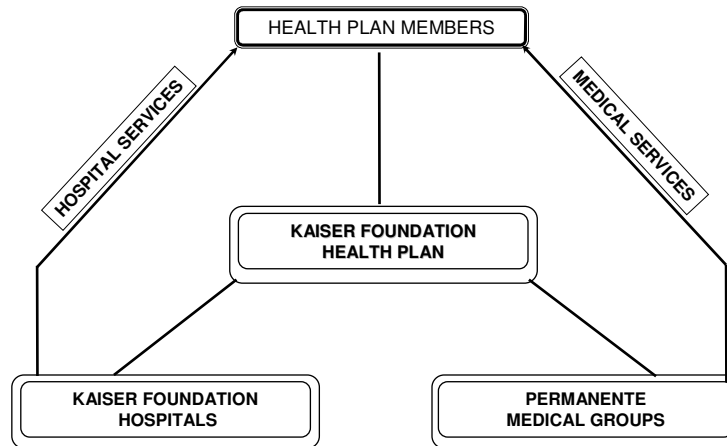 HEALTH PLAN MEMBERS
HOSPITAL SERVICES
MEDICAL SERVICES
KAISER FOUNDATION
HEALTH PLAN
KAISER FOUNDATION
HOSPITALS
PERMANENTE
MEDICAL GROUPS